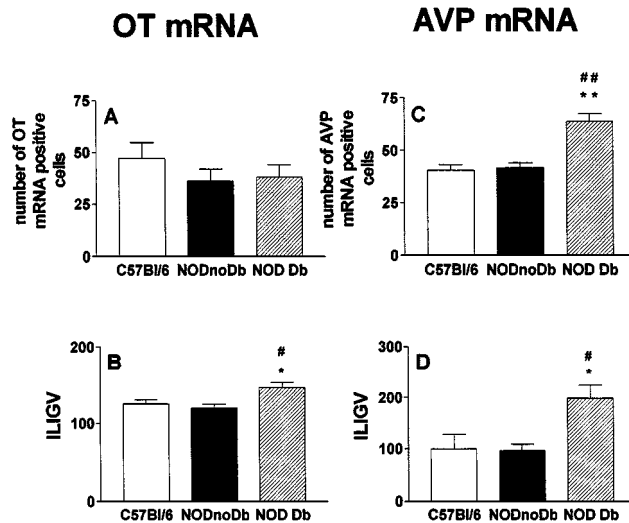 OT mRNA
AVP mRNA
A
number of OT
mRNA positive
cells
75
50
25
0
C57Bl/6 NODnoDb NOD Db
C
number of AVP
mRNA positive
cells
75
50
25
0
##
**
C57Bl/6 NODnoDb NOD Db
B
ILIGV
200
100
0
#
*
C57Bl/6 NODnoDb NOD Db
D
ILIGV
300
200
100
0
#
*
C57Bl/6 NODnoDb NOD Db